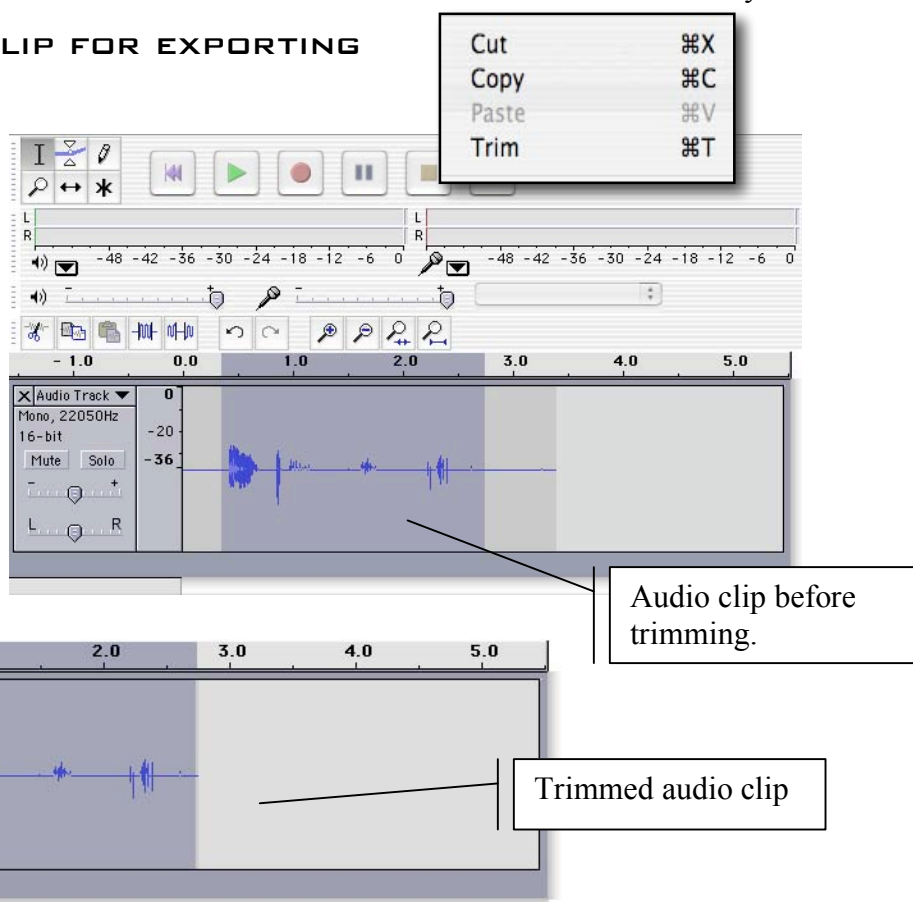 LIP FOR EXPORTING
Cut ⌘X
Copy ⌘C
Paste ⌘V
Trim ⌘T
L
R
-48 -42 -36 -30 -24 -18 -12 -6 0
L
R
-48 -42 -36 -30 -24 -18 -12 -6 0
- +
- +
- 1.0 0.0 1.0 2.0 3.0 4.0 5.0
Audio Track
Mono, 22050Hz
16-bit
Mute Solo
- +
L R
0
-20
-36
Audio clip before
trimming.
2.0 3.0 4.0 5.0
Trimmed audio clip